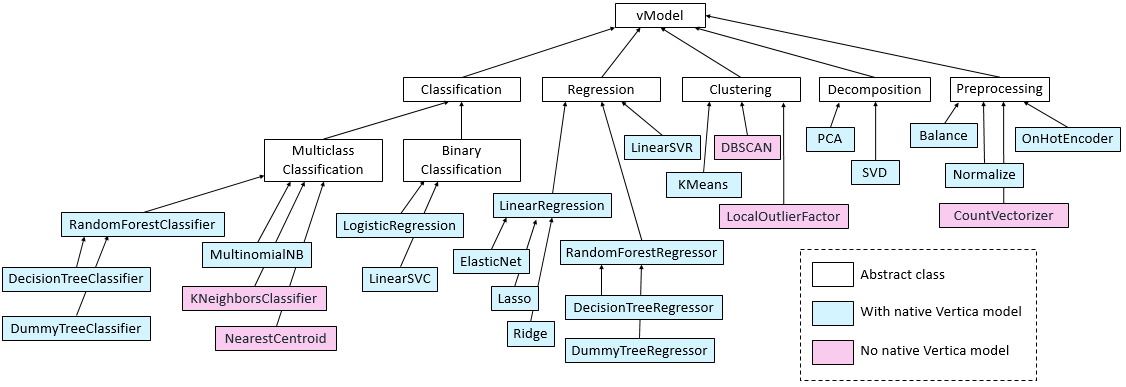 vModel
Classification
Regression
Clustering
Decomposition
Preprocessing
Multiclass
Classification
Binary
Classification
LinearSVR
DBSCAN
PCA
Balance
OnHotEncoder
KMeans
SVD
Normalize
LinearRegression
LocalOutlierFactor
CountVectorizer
RandomForestClassifier
LogisticRegression
MultinomialNB
ElasticNet
RandomForestRegressor
DecisionTreeClassifier
LinearSVC
KNeighborsClassifier
Lasso
DecisionTreeRegressor
DummyTreeClassifier
NearestCentroid
Ridge
DummyTreeRegressor
Abstract class
With native Vertica model
No native Vertica model